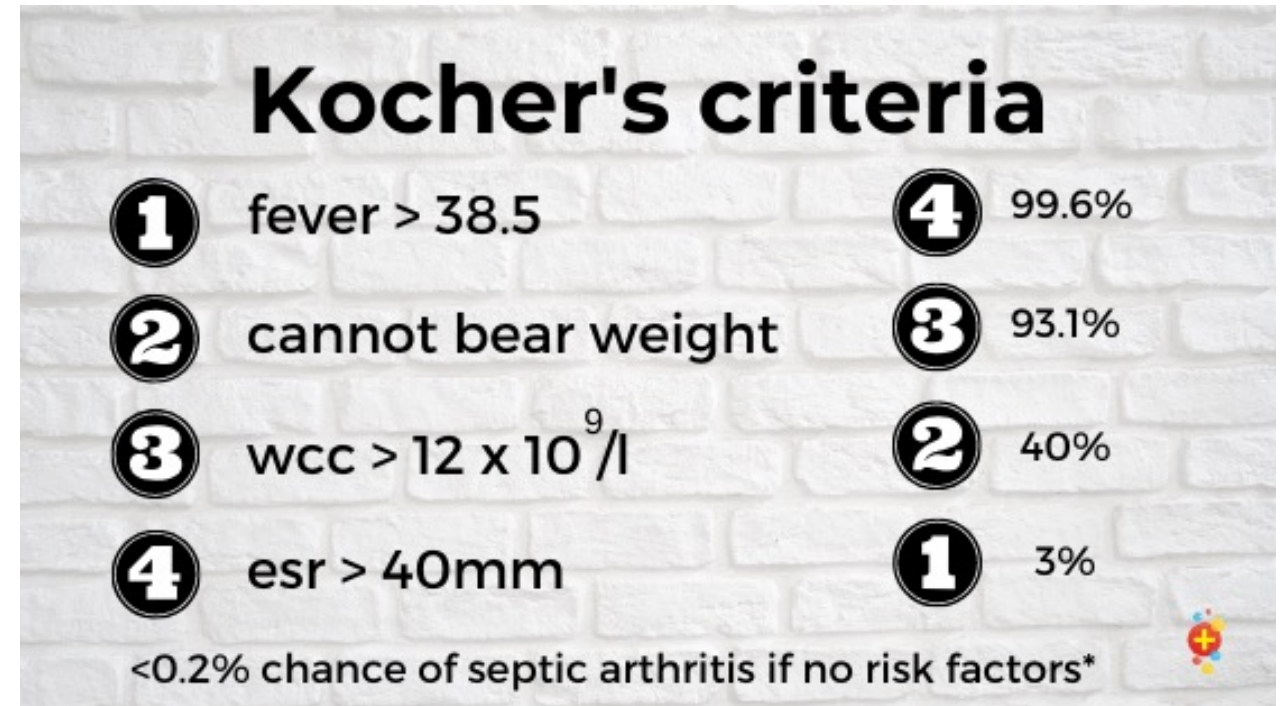 Kocher's criteria
1 fever > 38.5
2 cannot bear weight
3 wcc > 12 x 10⁹/l
4 esr > 40mm
4 99.6%
3 93.1%
2 40%
1 3%
<0.2% chance of septic arthritis if no risk factors*